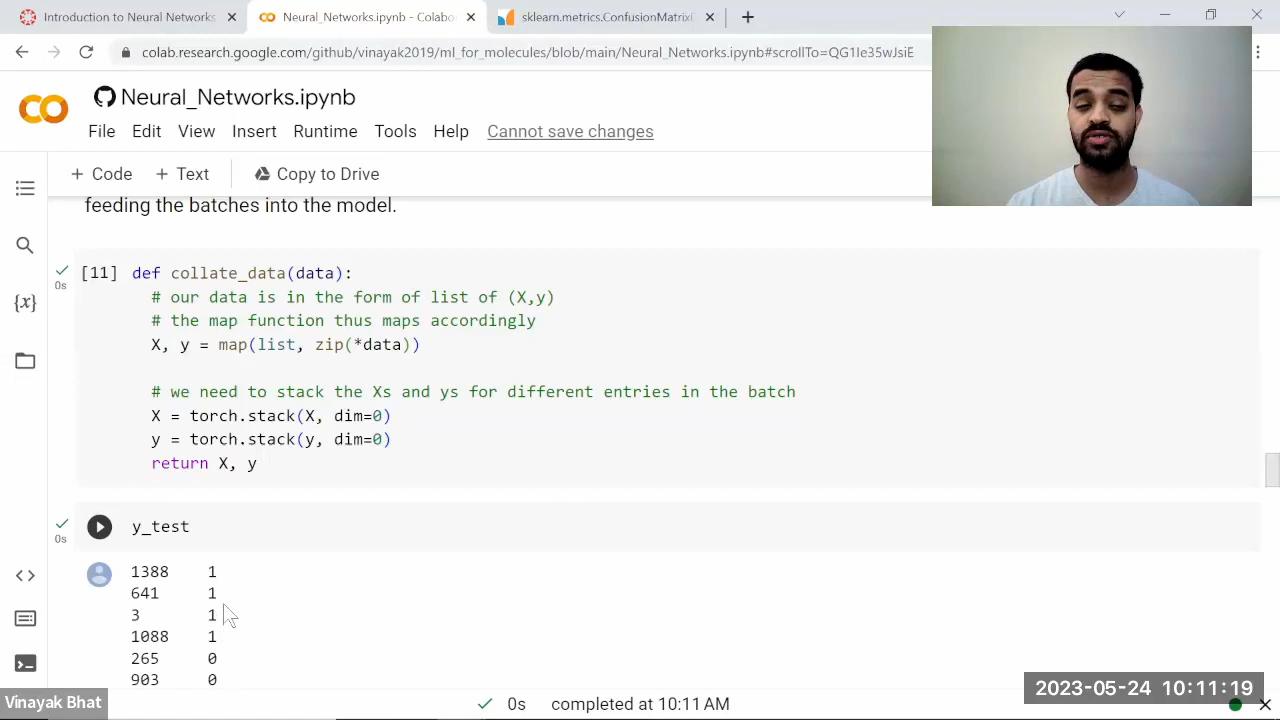 Introduction to Neural Networks
Neural_Networks.ipynb - Colabo
sklearn.metrics.ConfusionMatrixD
colab.research.google.com/github/vinayak2019/ml_for_molecules/blob/main/Neural_Networks.ipynb#scrollTo=QG1Ie35wJsiE
Neural_Networks.ipynb
File Edit View Insert Runtime Tools Help Cannot save changes
+ Code + Text Copy to Drive
feeding the batches into the model.
[11] def collate_data(data):
# our data is in the form of list of (X,y)
# the map function thus maps accordingly
X, y = map(list, zip(*data))
# we need to stack the Xs and ys for different entries in the batch
X = torch.stack(X, dim=0)
y = torch.stack(y, dim=0)
return X, y
0s
y_test
0s
1388 1
641 1
3 1
1088 1
265 0
903 0
Vinayak Bhat
0s completed at 10:11 AM
2023-05-24 10:11:19